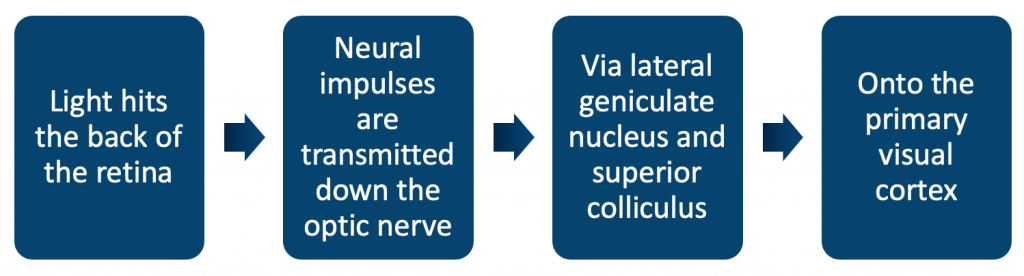 Light hits
the back of
the retina
Neural
impulses
are
transmitted
down the
optic nerve
Via lateral
geniculate
nucleus and
superior
colliculus
Onto the
primary
visual
cortex